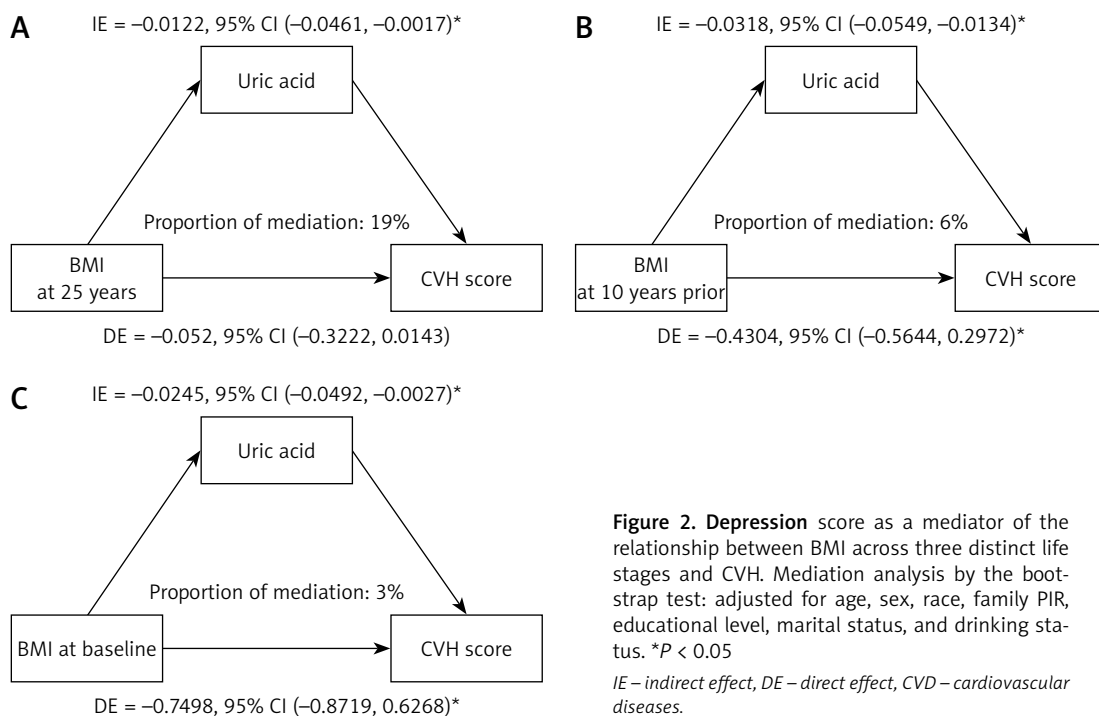 A
IE = –0.0122, 95% CI (–0.0461, –0.0017)*
Uric acid
Proportion of mediation: 19%
BMI
at 25 years
CVH score
DE = –0.052, 95% CI (–0.3222, 0.0143)
B
IE = –0.0318, 95% CI (–0.0549, –0.0134)*
Uric acid
Proportion of mediation: 6%
BMI
at 10 years prior
CVH score
DE = –0.4304, 95% CI (–0.5644, 0.2972)*
C
IE = –0.0245, 95% CI (–0.0492, –0.0027)*
Uric acid
Proportion of mediation: 3%
BMI at baseline
CVH score
DE = –0.7498, 95% CI (–0.8719, 0.6268)*
Figure 2. Depression score as a mediator of the
relationship between BMI across three distinct life
stages and CVH. Mediation analysis by the boot-
strap test: adjusted for age, sex, race, family PIR,
educational level, marital status, and drinking sta-
tus. *P < 0.05
IE – indirect effect, DE – direct effect, CVD – cardiovascular
diseases.